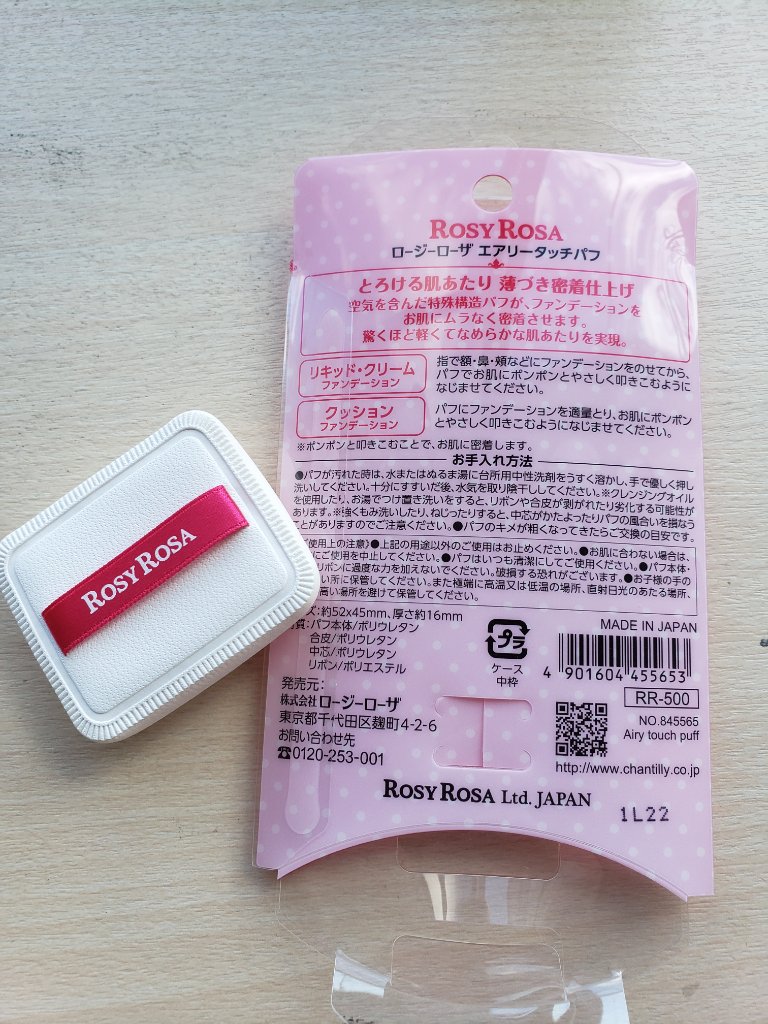 ROSY ROSA
ロージーローザ エアリータッチパフ
とろける肌あたり 薄づき密着仕上げ
空気を含んだ特殊構造パフが、ファンデーションを
お肌にムラなく密着させます。
驚くほど軽くてなめらかな肌あたりを実現。
リキッド・クリーム
ファンデーション
指で額・鼻・頬などにファンデーションをのせてから、
パフでお肌にポンポンとやさしく叩きこむように
なじませてください。
クッション
ファンデーション
パフにファンデーションを適量とり、お肌にポンポン
とやさしく叩きこむようになじませてください。
※ポンポンと叩きこむことで、お肌に密着します。
お手入れ方法
●パフが汚れた時は、水またはぬるま湯に台所用中性洗剤をうすく溶かし、手で優しく押し
洗いしてください。十分にすすいだ後、水気を取り陰干ししてください。※クレンジングオイル
を使用したり、お湯でつけ置き洗いをすると、リボンや合皮が剥がれたり劣化する可能性が
あります。※強くもみ洗いしたり、ねじったりすると、中芯がかたよったりパフの風合いを損なう
ことがありますのでご注意ください。●パフのキメが粗くなってきたらご交換の目安です。
使用上の注意〉●上記の用途以外のご使用はお止めください。●お肌に合わない場合は、
にご使用を中止してください。●パフはいつも清潔にしてご使用ください。●パフ本体・
リボンに過度な力を加えないでください。破損する恐れがございます。●お子様の手の
い所に保管してください。また極端に高温又は低温の場所、直射日光のあたる場所、
高い場所を避けて保管してください。
ズ：約52x45mm、厚さ約16mm
質：パフ本体/ポリウレタン
合皮/ポリウレタン
中芯/ポリウレタン
リボン/ポリエステル
プラ
ケース
中枠
MADE IN JAPAN
4 901604 455653
発売元：
株式会社 ロージーローザ
東京都千代田区麹町4-2-6
お問い合わせ先
☎0120-253-001
RR-500
NO.845565
Airy touch puff
http://www.chantilly.co.jp
ROSY ROSA Ltd. JAPAN
1L22
ROSY ROSA